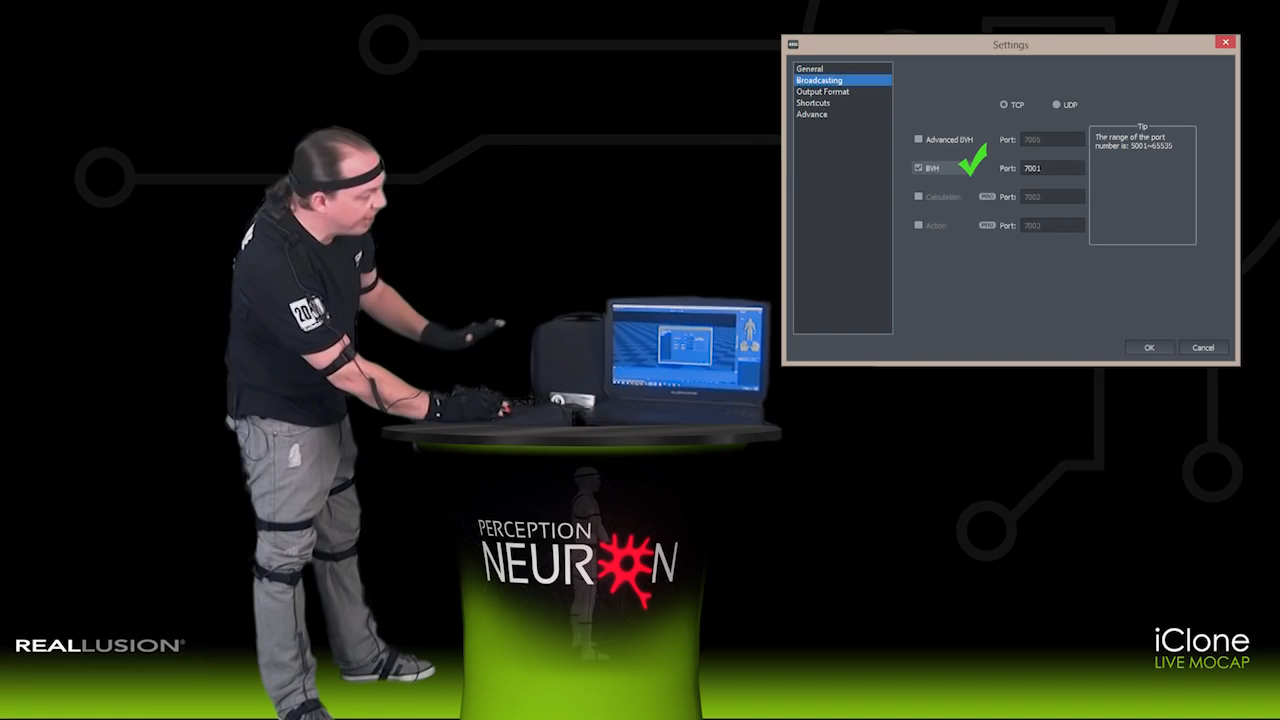 Settings
General
Broadcasting
Output Format
Shortcuts
Advance
TCP UDP
Advanced BVH Port: 7005
BVH Port: 7001
Calculation PRO Port: 7002
Action PRO Port: 7003
Tip
The range of the port
number is: 5001~65535
OK Cancel
PERCEPTION
NEURON
REALLUSION®
iClone
LIVE MOCAP